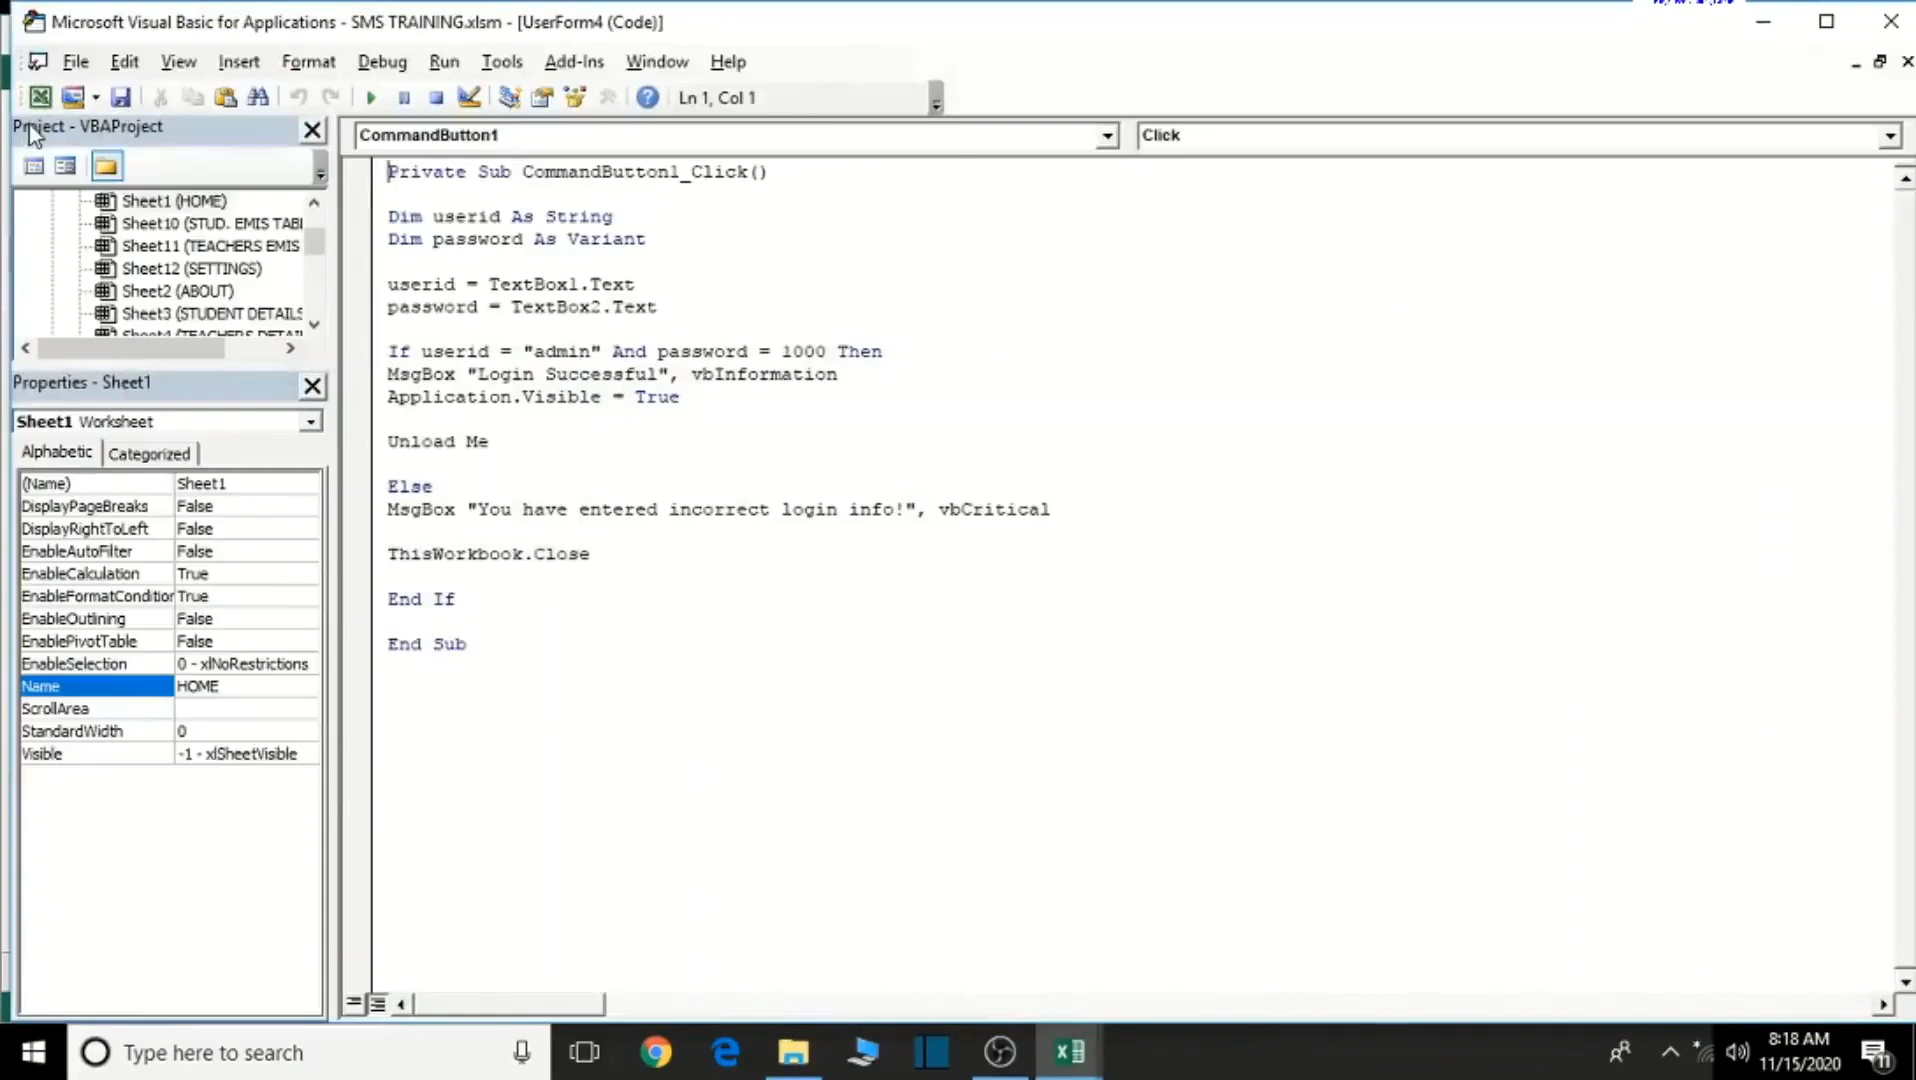 Microsoft Visual Basic for Applications - SMS TRAINING.xlsm - [UserForm4 (Code)]
File Edit View Insert Format Debug Run Tools Add-Ins Window Help
Ln 1, Col 1
Project - VBAProject
Sheet1 (HOME)
Sheet10 (STUD. EMIS TABI
Sheet11 (TEACHERS EMIS
Sheet12 (SETTINGS)
Sheet2 (ABOUT)
Sheet3 (STUDENT DETAILS
Properties - Sheet1
Sheet1 Worksheet
Alphabetic Categorized
(Name) Sheet1
DisplayPageBreaks False
DisplayRightToLeft False
EnableAutoFilter False
EnableCalculation True
EnableFormatCondition True
EnableOutlining False
EnablePivotTable False
EnableSelection 0 - xlNoRestrictions
Name HOME
ScrollArea
StandardWidth 0
Visible -1 - xlSheetVisible
CommandButton1 Click
Private Sub CommandButton1_Click()
Dim userid As String
Dim password As Variant
userid = TextBox1.Text
password = TextBox2.Text
If userid = "admin" And password = 1000 Then
MsgBox "Login Successful", vbInformation
Application.Visible = True
Unload Me
Else
MsgBox "You have entered incorrect login info!", vbCritical
ThisWorkbook.Close
End If
End Sub
Type here to search
8:18 AM
11/15/2020
11